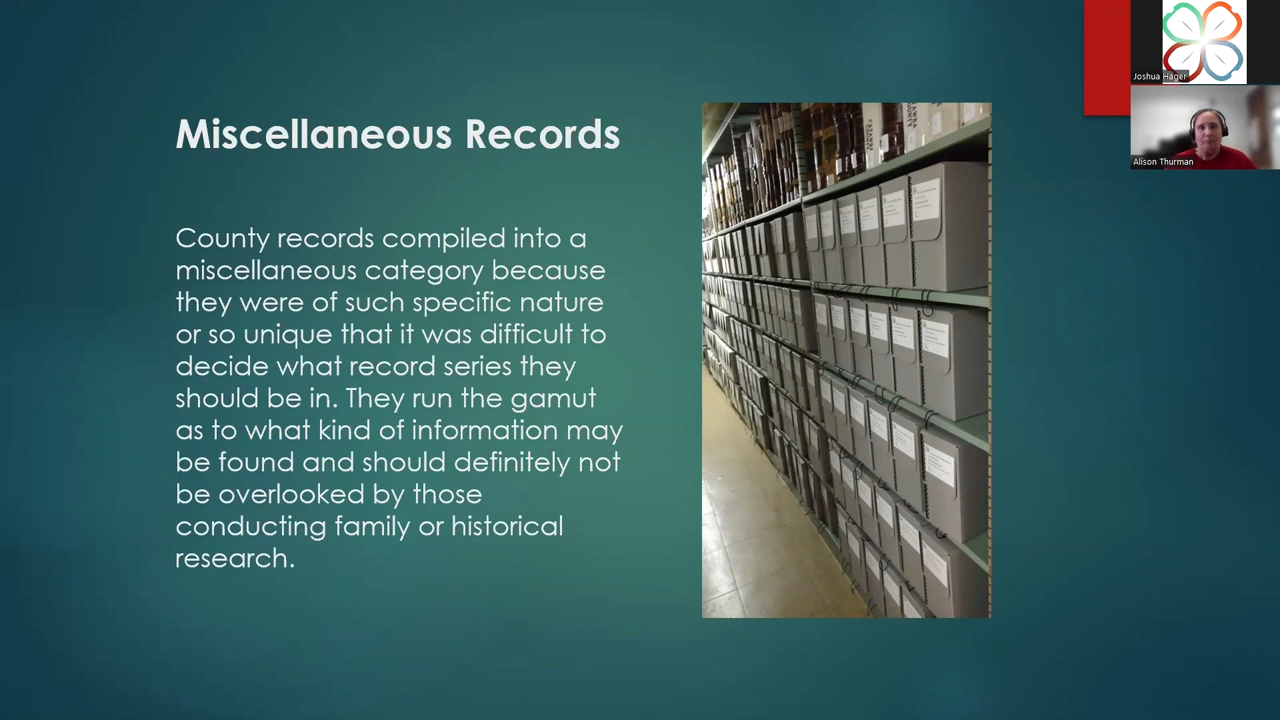 Miscellaneous Records
County records compiled into a
miscellaneous category because
they were of such specific nature
or so unique that it was difficult to
decide what record series they
should be in. They run the gamut
as to what kind of information may
be found and should definitely not
be overlooked by those
conducting family or historical
research.
Joshua Hager
Alison Thurman